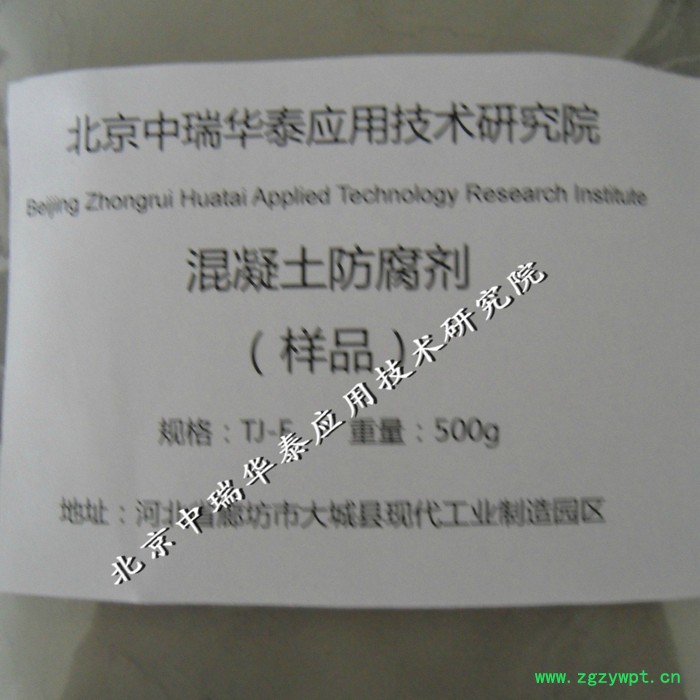 北京中瑞华泰应用技术研究院
Beijing Zhongrui Huatai Applied Technology Research Institute
混凝土防腐剂
（样品）
规格：TJ-F 重量：500g
地址：河北省廊坊市大城县现代工业制造园区
北京中瑞华泰应用技术研究院
www.zgzywpt.cn